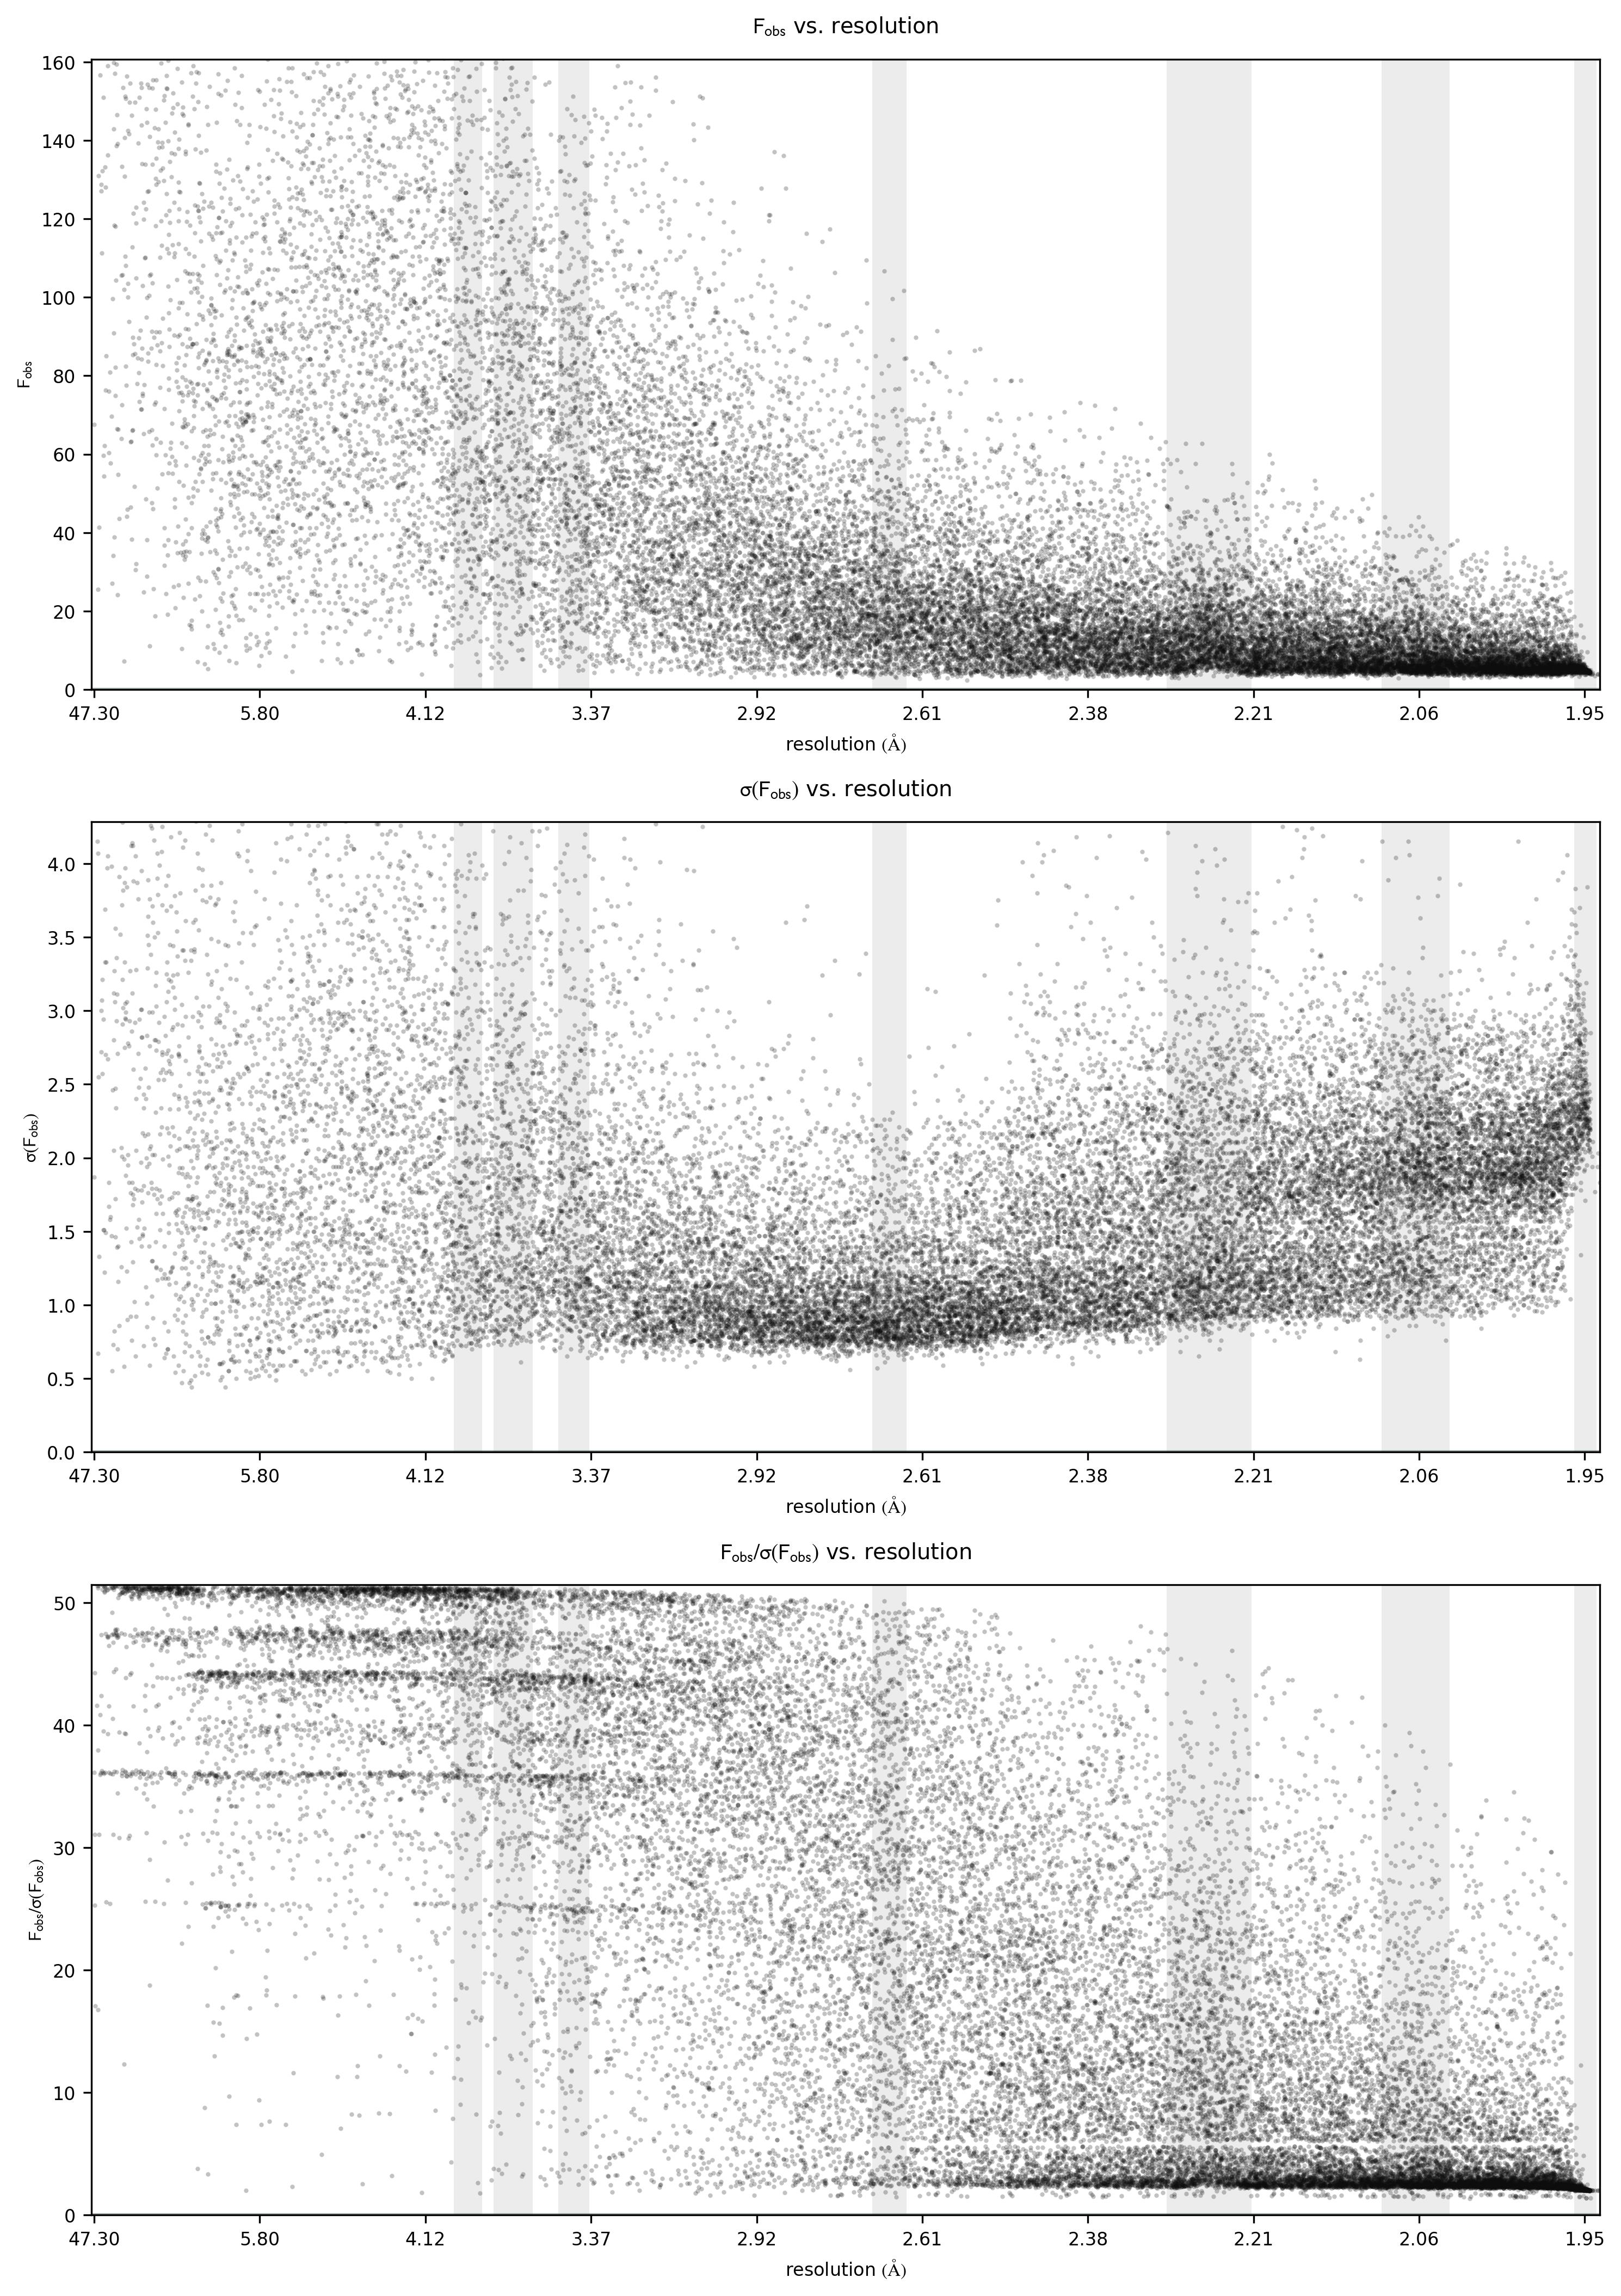 Fobs vs. resolution
160
140
120
100
80
60
40
20
0
Fobs
47.30 5.80 4.12 3.37 2.92 2.61 2.38 2.21 2.06 1.95
resolution (Å)
σ(Fobs) vs. resolution
4.0
3.5
3.0
2.5
2.0
1.5
1.0
0.5
0.0
σ(Fobs)
47.30 5.80 4.12 3.37 2.92 2.61 2.38 2.21 2.06 1.95
resolution (Å)
Fobs/σ(Fobs) vs. resolution
50
40
30
20
10
0
Fobs/σ(Fobs)
47.30 5.80 4.12 3.37 2.92 2.61 2.38 2.21 2.06 1.95
resolution (Å)